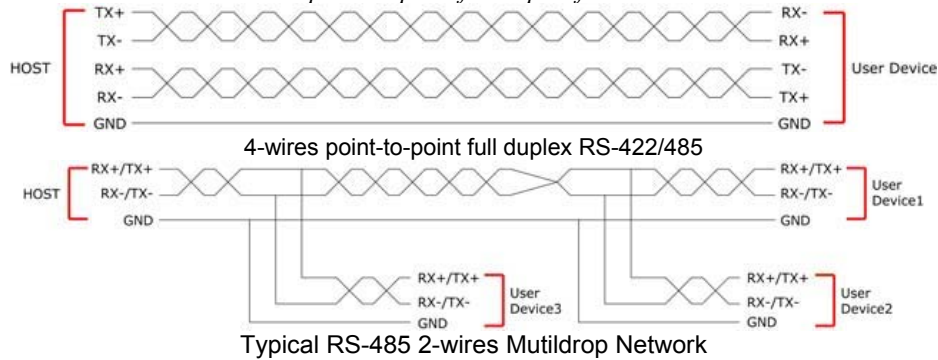 TX+ RX-
TX- RX+
HOST User Device
RX+ TX-
RX- TX+
GND GND
4-wires point-to-point full duplex RS-422/485
RX+/TX+ RX+/TX+
HOST RX-/TX- RX-/TX- User Device1
GND GND
RX+/TX+ RX+/TX+
RX-/TX- User Device3 RX-/TX- User Device2
GND GND
Typical RS-485 2-wires Mutildrop Network